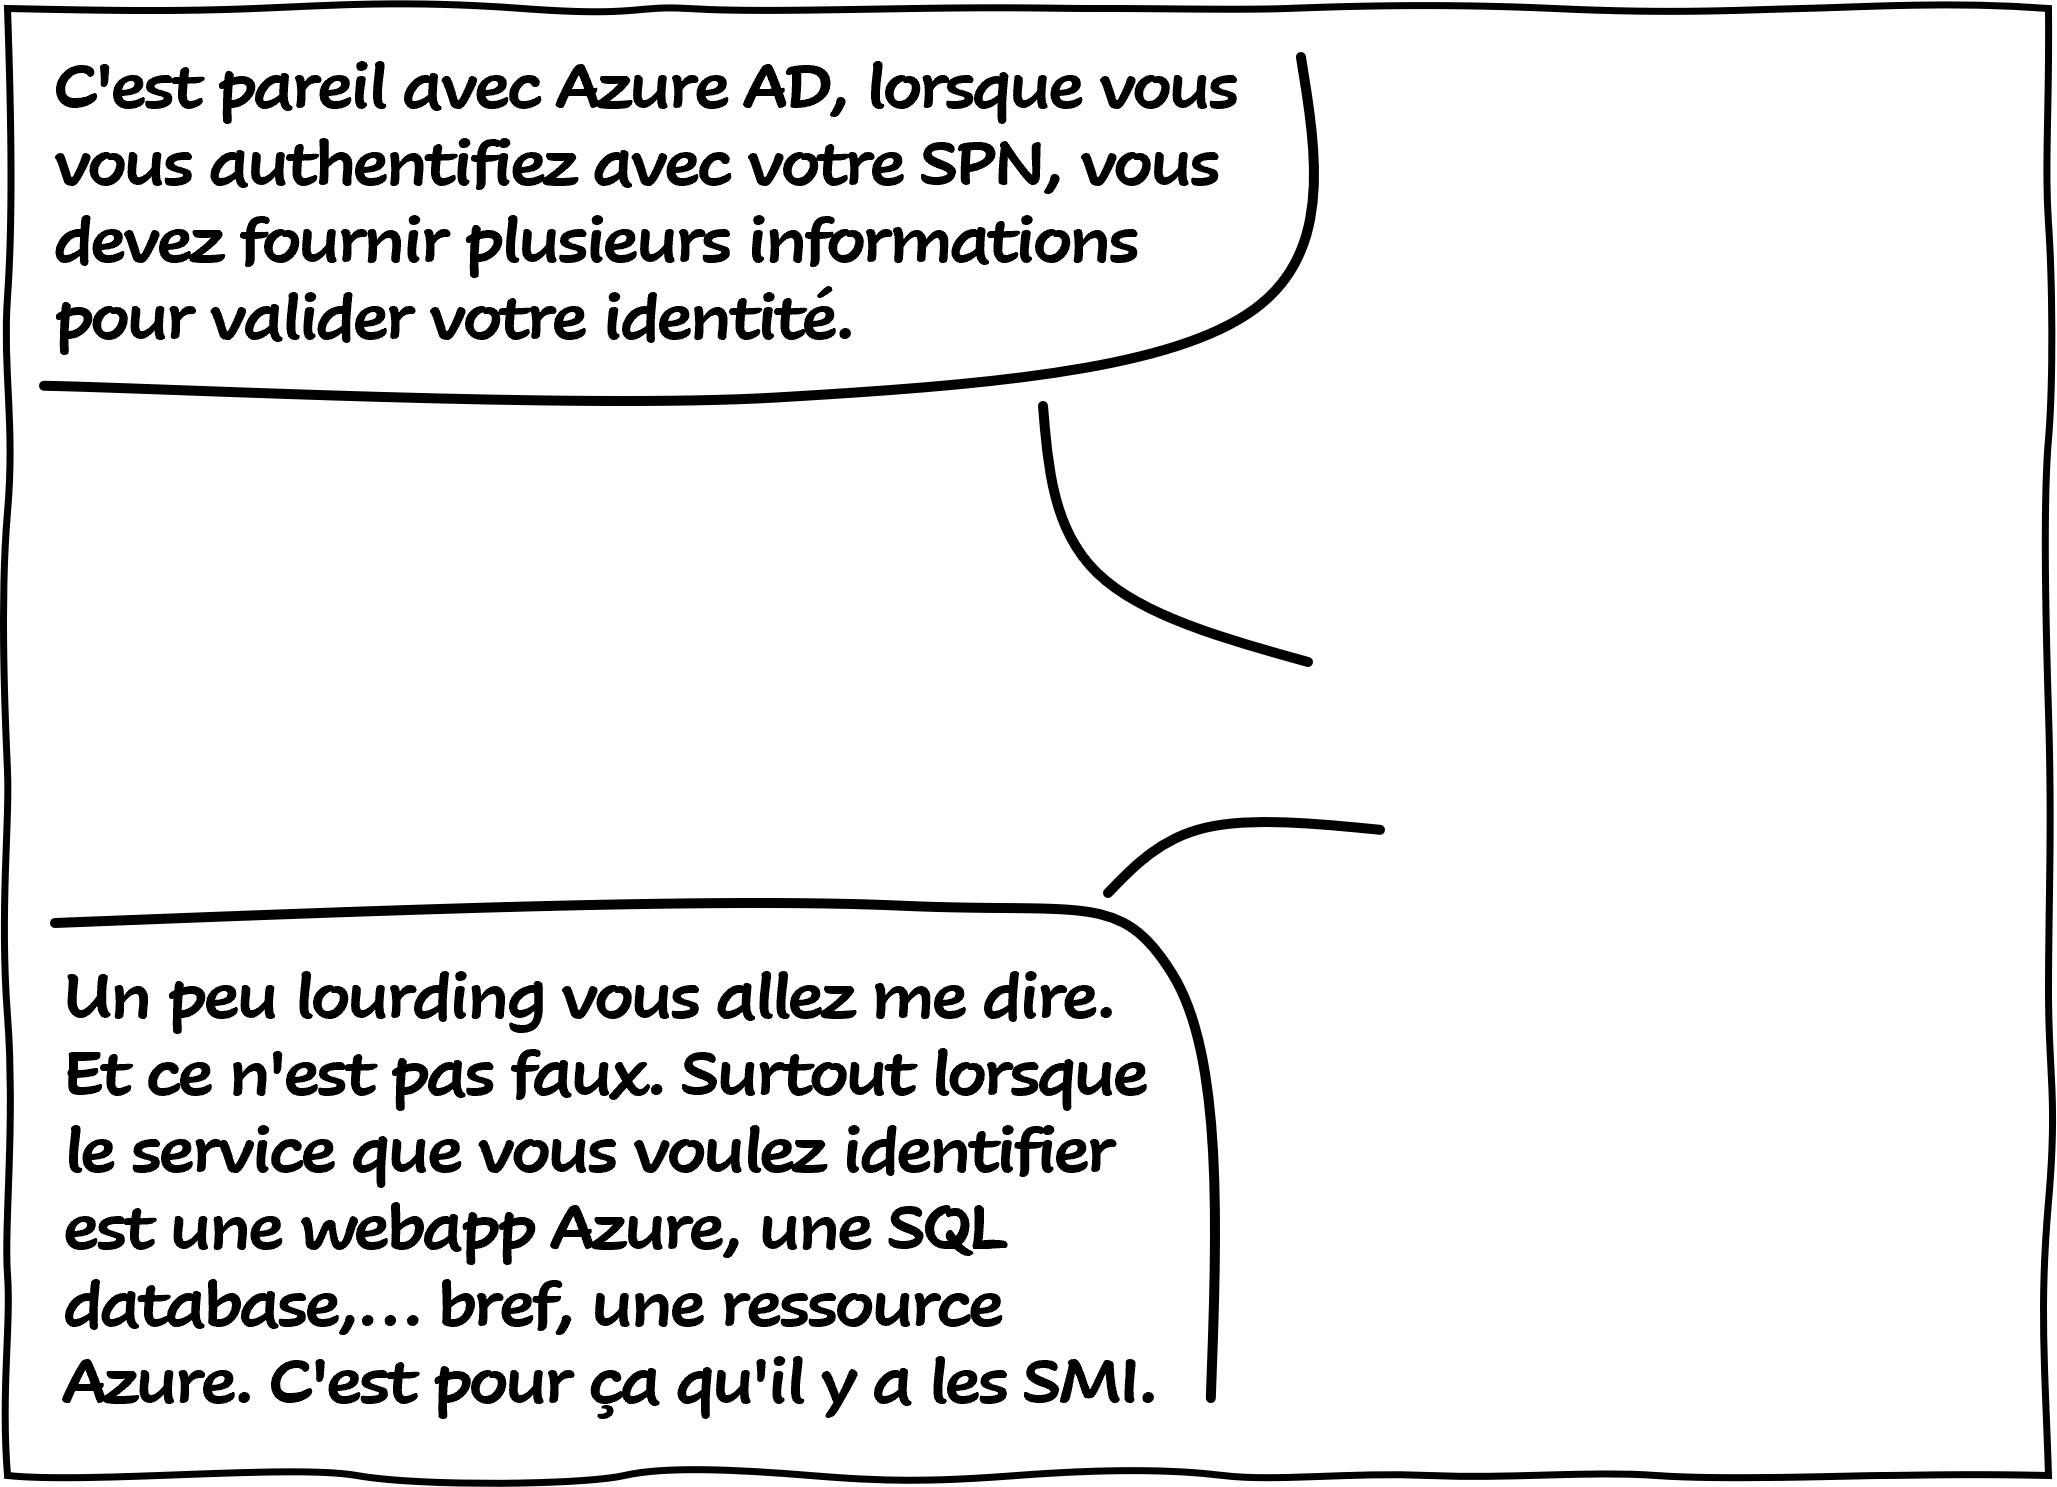 C'est pareil avec Azure AD, lorsque vous
vous authentifiez avec votre SPN, vous
devez fournir plusieurs informations
pour valider votre identité.
Un peu lourding vous allez me dire.
Et ce n'est pas faux. Surtout lorsque
le service que vous voulez identifier
est une webapp Azure, une SQL
database,... bref, une ressource
Azure. C'est pour ça qu'il y a les SMI.